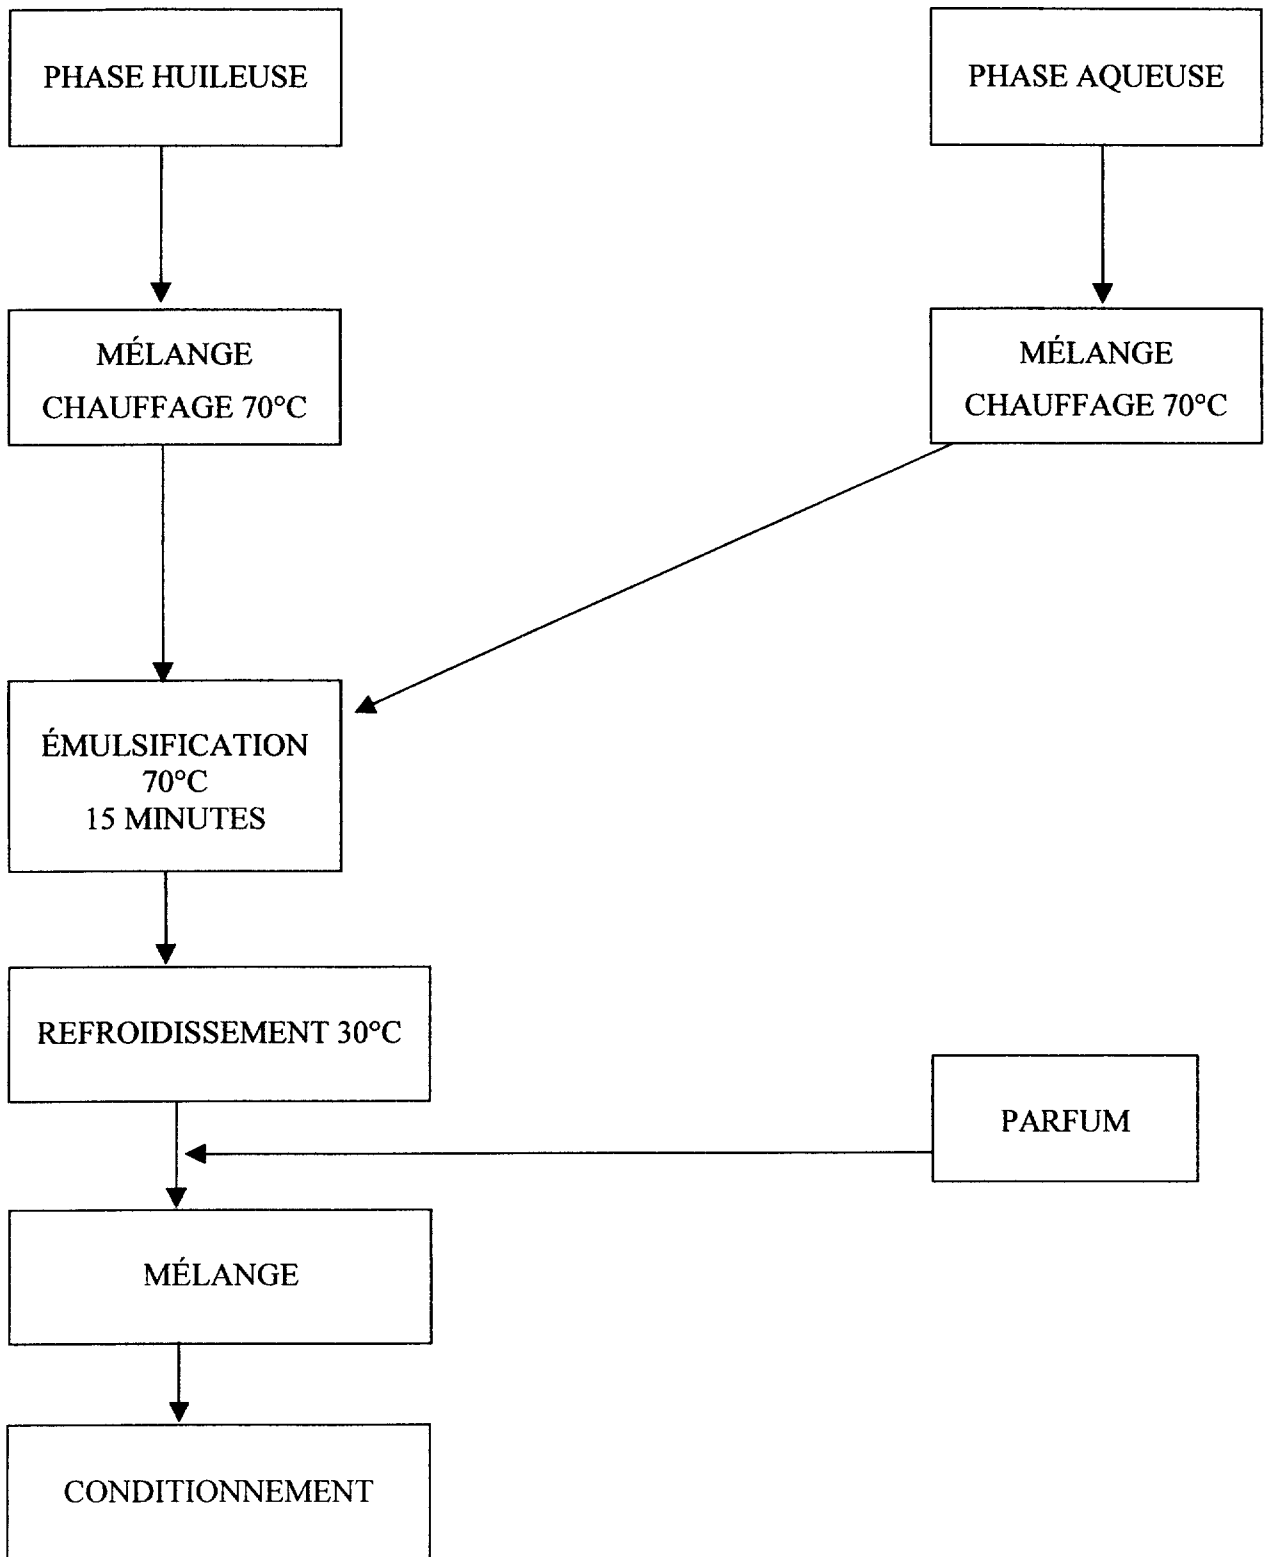 PHASE HUILEUSE
PHASE AQUEUSE
MÉLANGE
CHAUFFAGE 70°C
MÉLANGE
CHAUFFAGE 70°C
ÉMULSIFICATION
70°C
15 MINUTES
REFROIDISSEMENT 30°C
PARFUM
MÉLANGE
CONDITIONNEMENT